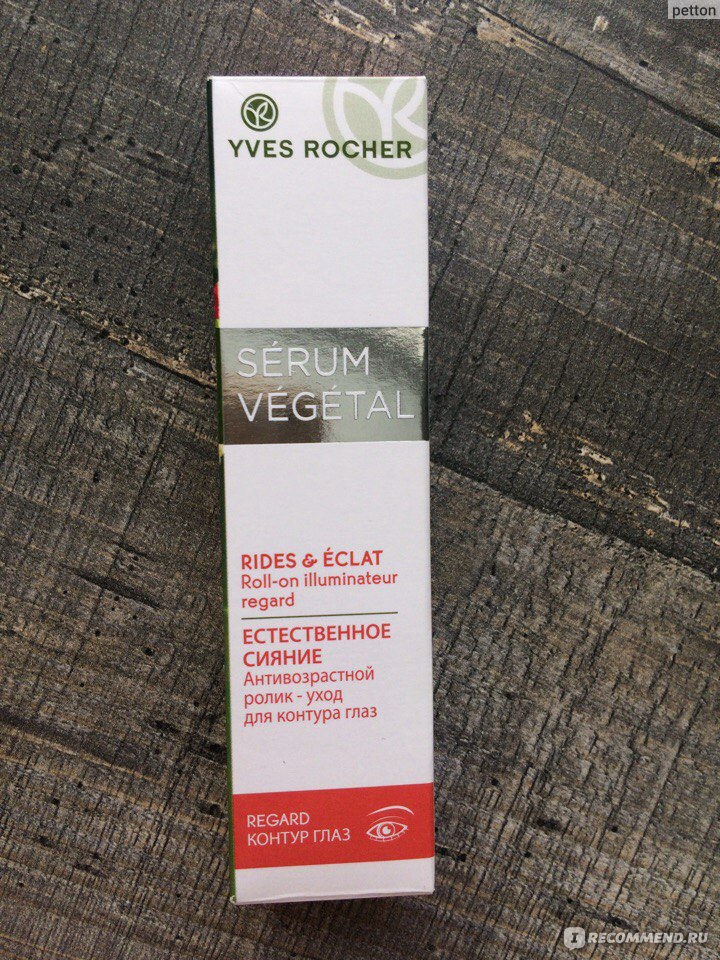 petton
YVES ROCHER
SÉRUM
VÉGÉTAL
RIDES & ÉCLAT
Roll-on illuminateur
regard
ЕСТЕСТВЕННОЕ
СИЯНИЕ
Антивозрастной
ролик - уход
для контура глаз
REGARD
КОНТУР ГЛАЗ
IRECOMMEND.RU